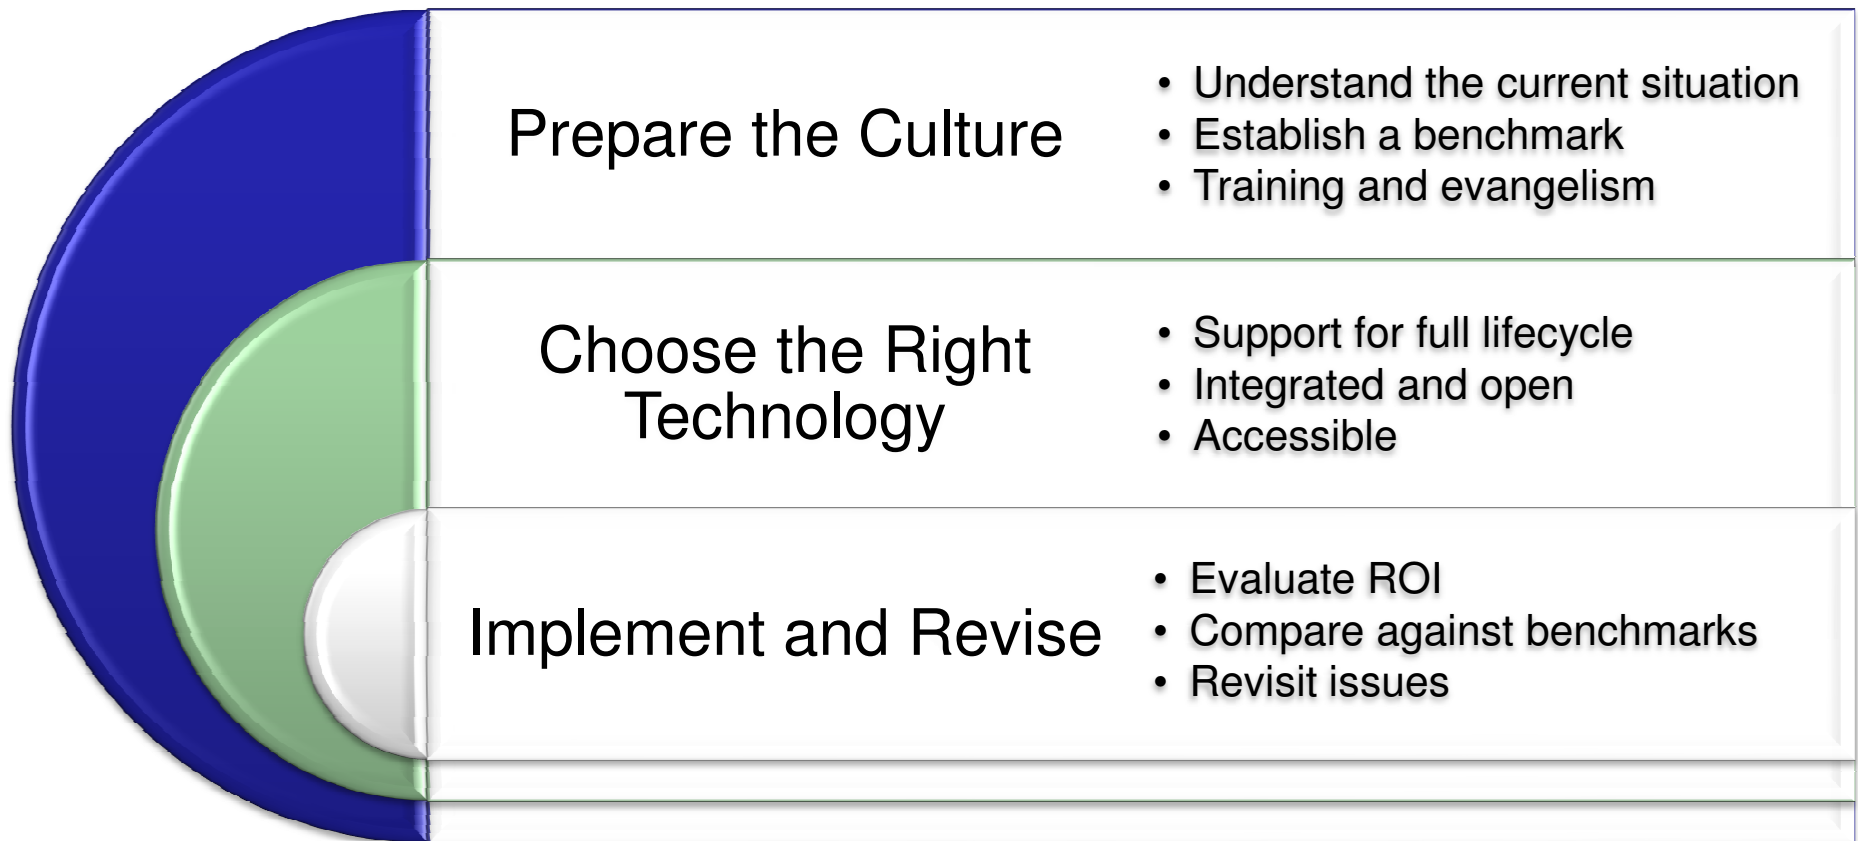 Prepare the Culture
• Understand the current situation
• Establish a benchmark
• Training and evangelism
Choose the Right
Technology
• Support for full lifecycle
• Integrated and open
• Accessible
Implement and Revise
• Evaluate ROI
• Compare against benchmarks
• Revisit issues